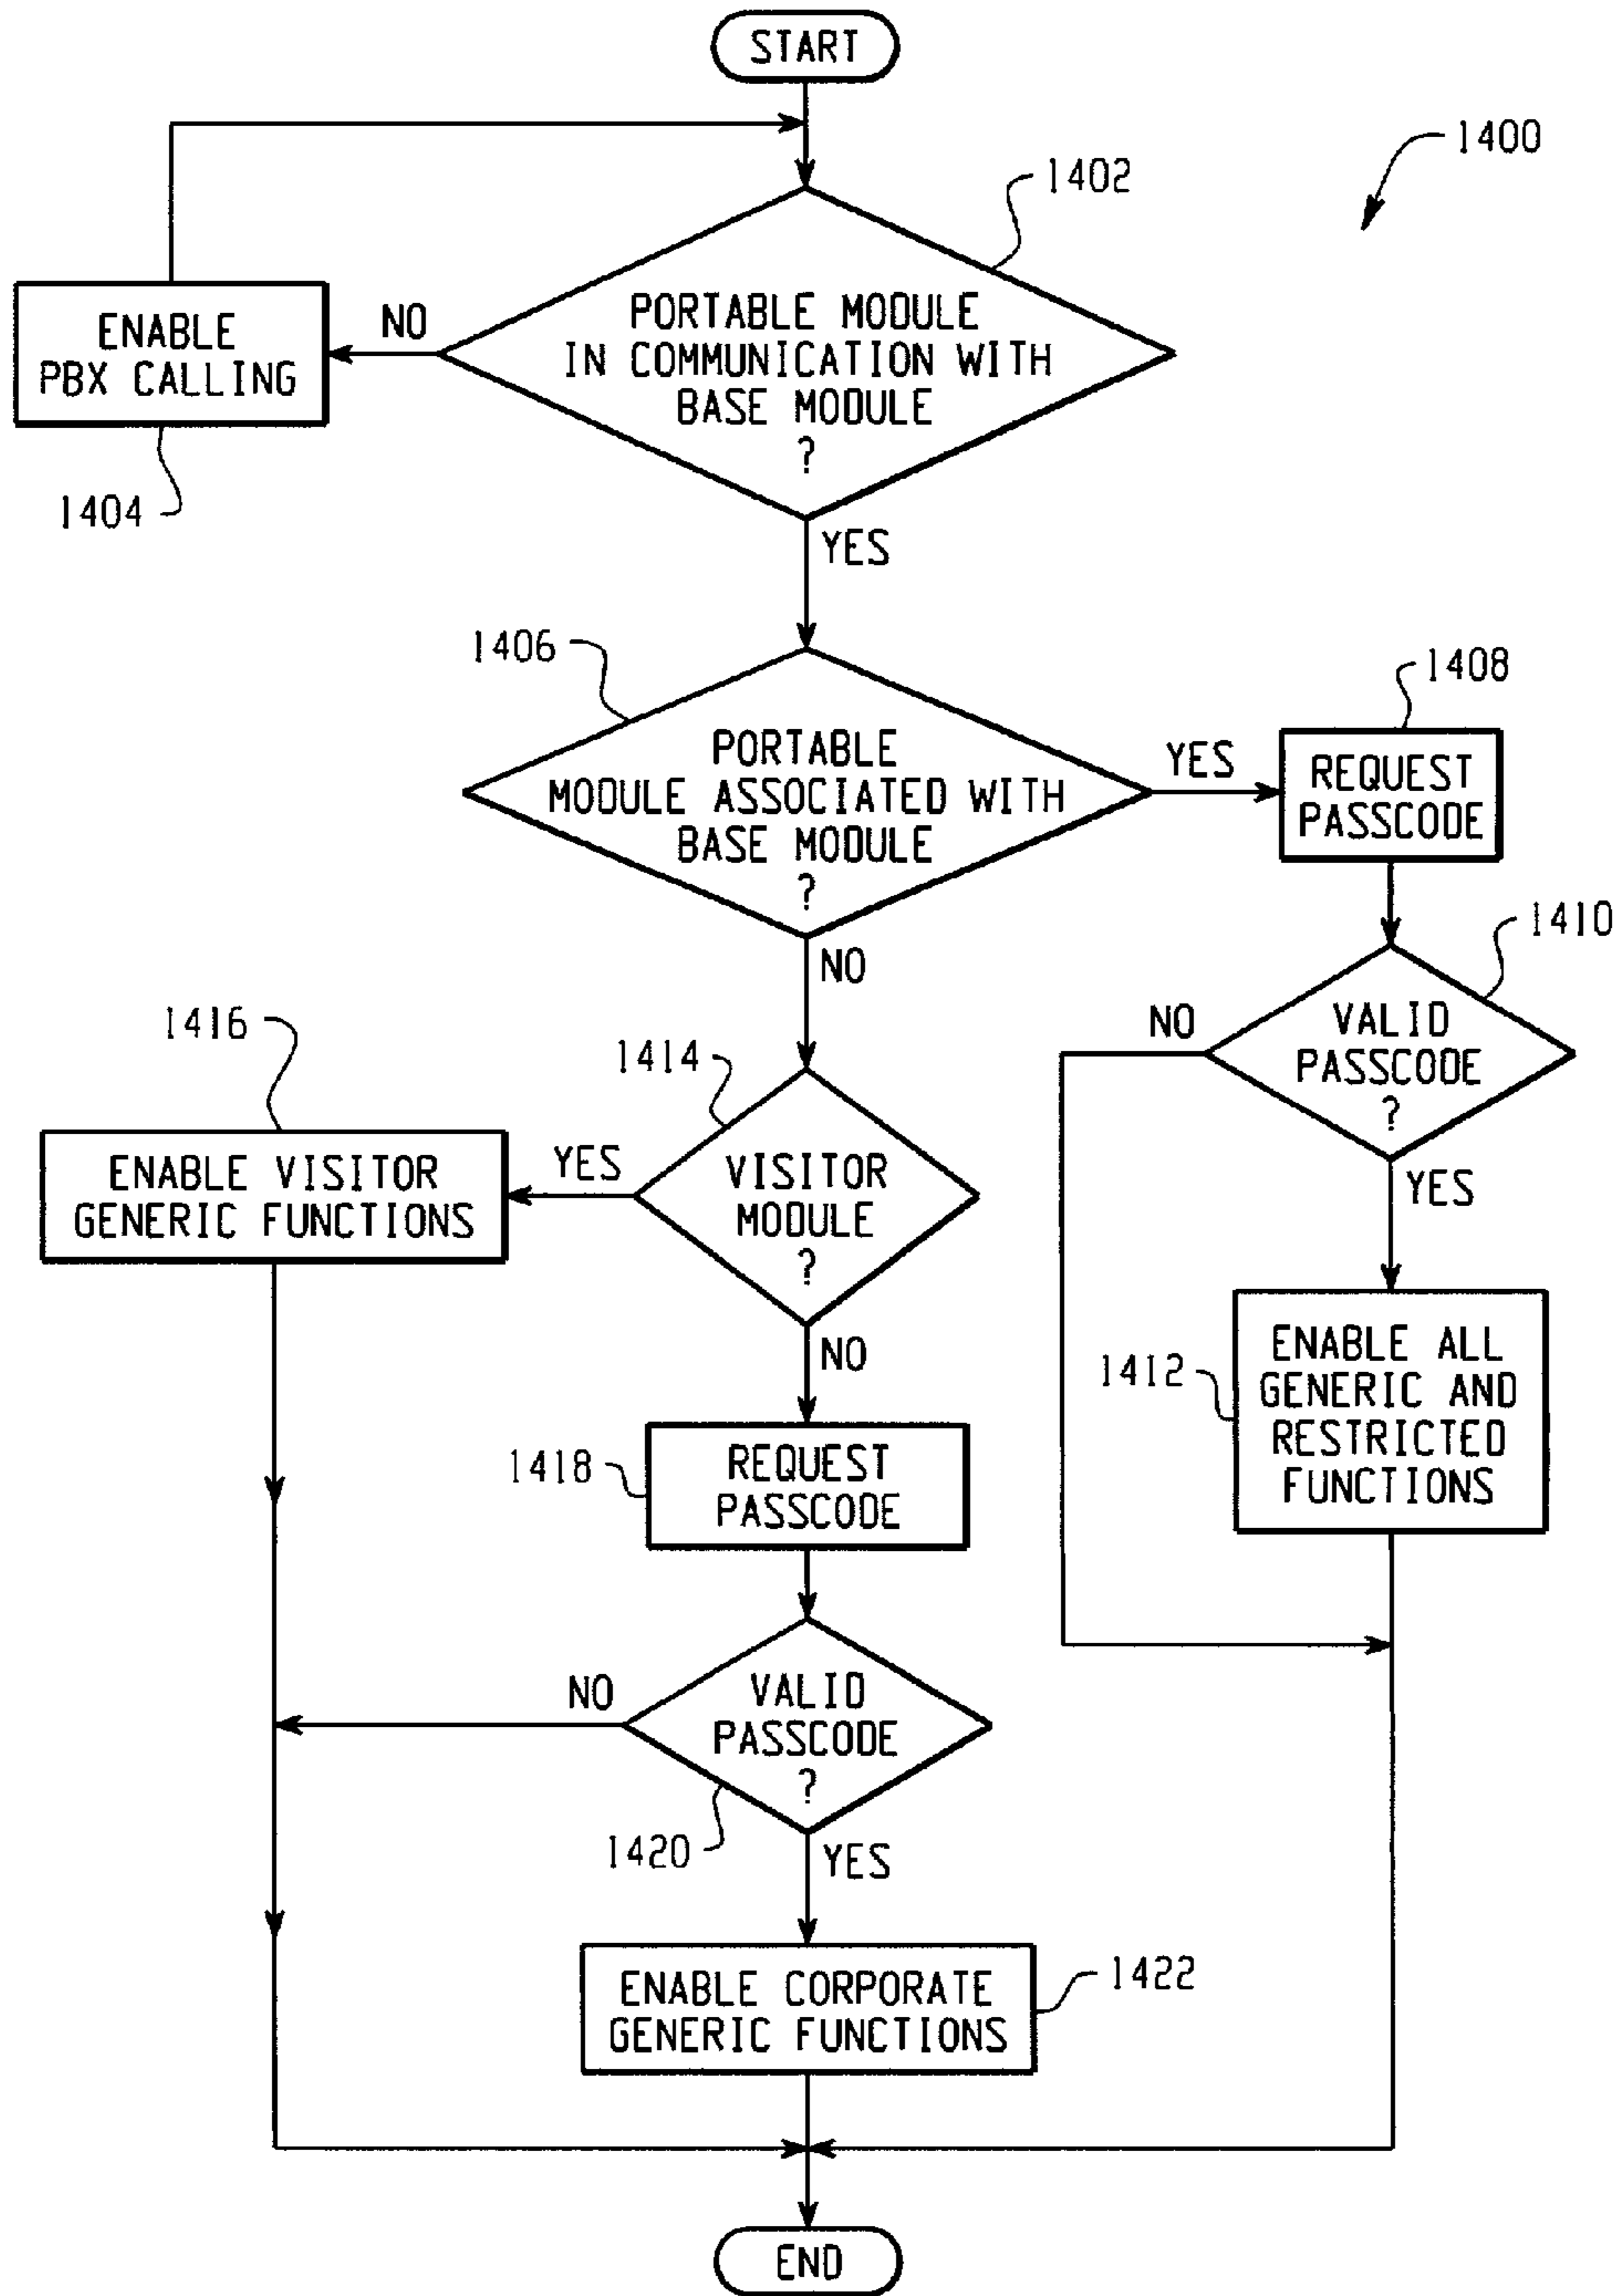 START
1400
1402
PORTABLE MODULE
IN COMMUNICATION WITH
BASE MODULE
?
NO
ENABLE
PBX CALLING
1404
YES
1406
PORTABLE
MODULE ASSOCIATED WITH
BASE MODULE
?
YES
1408
REQUEST
PASSCODE
NO
1410
VALID
PASSCODE
?
NO
YES
1412
ENABLE ALL
GENERIC AND
RESTRICTED
FUNCTIONS
1414
VISITOR
MODULE
?
YES
1416
ENABLE VISITOR
GENERIC FUNCTIONS
NO
1418
REQUEST
PASSCODE
VALID
PASSCODE
?
NO
1420
YES
ENABLE CORPORATE
GENERIC FUNCTIONS
1422
END